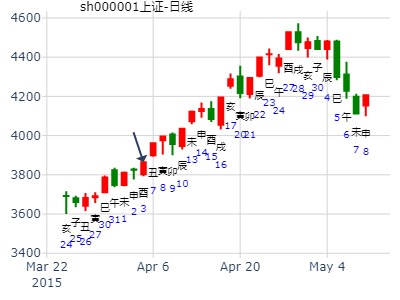 sh000001上证-日线
4600
4400
4200
4000
3800
3600
3400
亥
24
子
25
丑
26
寅
27
巳
30
午
31
未
1
申
2
酉
3
丑
7
寅
8
卯
9
辰
10
未
13
申
14
酉
15
戌
16
亥
17
寅
20
卯
21
辰
22
巳
23
午
24
酉
27
戌
28
亥
29
子
30
辰
4
巳
5
午
6
未
7
申
8
Mar 22
2015
Apr 6
Apr 20
May 4